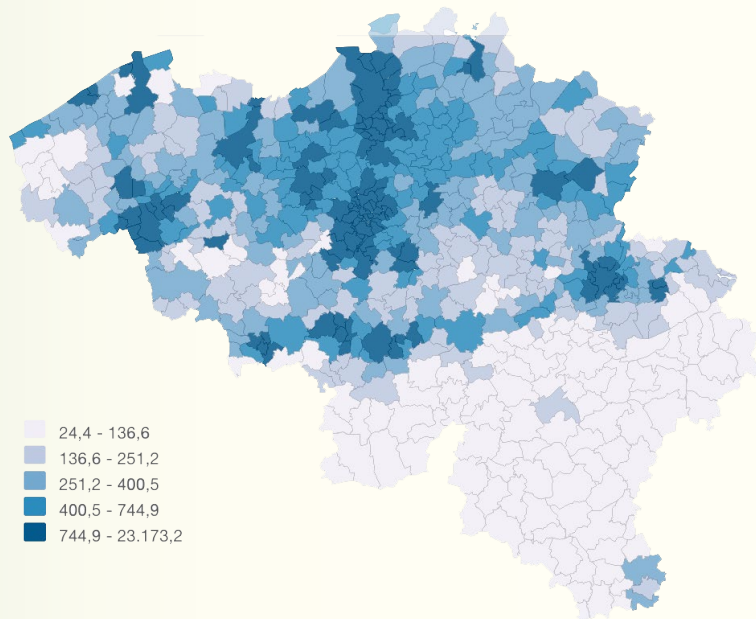 24,4 - 136,6
136,6 - 251,2
251,2 - 400,5
400,5 - 744,9
744,9 - 23.173,2